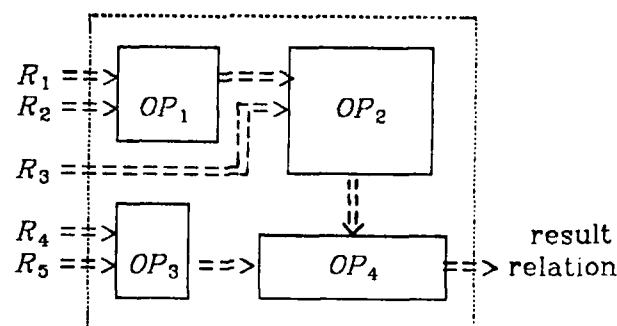 R₁
OP₁
OP₂
R₂
R₃
R₄
R₅
OP₃
OP₄
result
relation